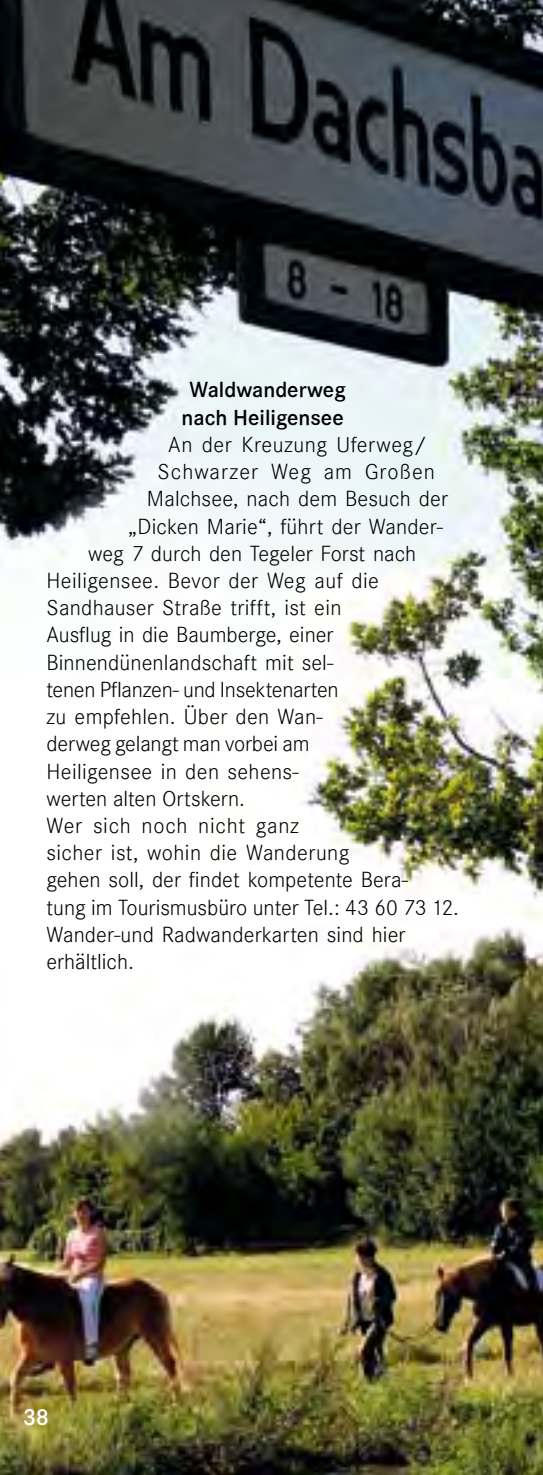 Am Dachsba
8 – 18
Waldwanderweg
nach Heiligensee
An der Kreuzung Uferweg/
Schwarzer Weg am Großen
Malchsee, nach dem Besuch der
„Dicken Marie“, führt der Wander-
weg 7 durch den Tegeler Forst nach
Heiligensee. Bevor der Weg auf die
Sandhauser Straße trifft, ist ein
Ausflug in die Baumberge, einer
Binnendünenlandschaft mit sel-
tenen Pflanzen- und Insektenarten
zu empfehlen. Über den Wan-
derweg gelangt man vorbei am
Heiligensee in den sehens-
werten alten Ortskern.
Wer sich noch nicht ganz
sicher ist, wohin die Wanderung
gehen soll, der findet kompetente Bera-
tung im Tourismusbüro unter Tel.: 43 60 73 12.
Wander-und Radwanderkarten sind hier
erhältlich.
38